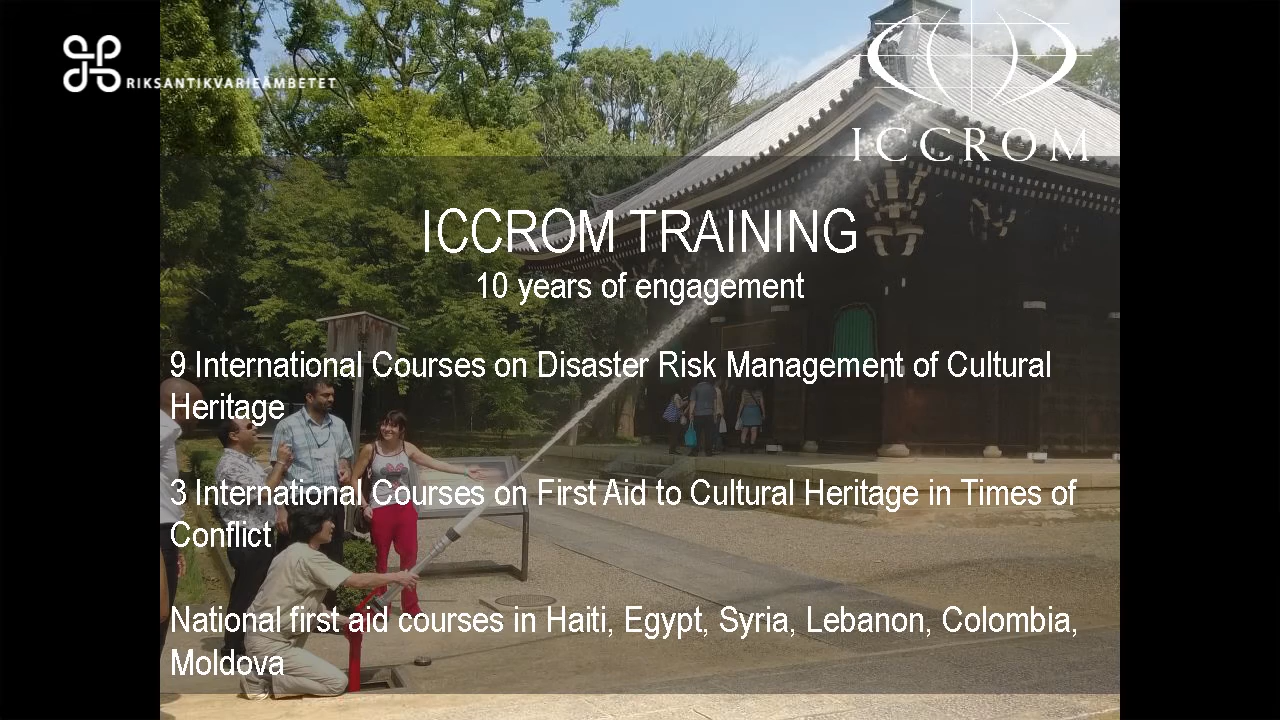 RIKSANTIKVARIEÄMBETET
ICCROM
ICCROM TRAINING
10 years of engagement
9 International Courses on Disaster Risk Management of Cultural
Heritage
3 International Courses on First Aid to Cultural Heritage in Times of
Conflict
National first aid courses in Haiti, Egypt, Syria, Lebanon, Colombia,
Moldova